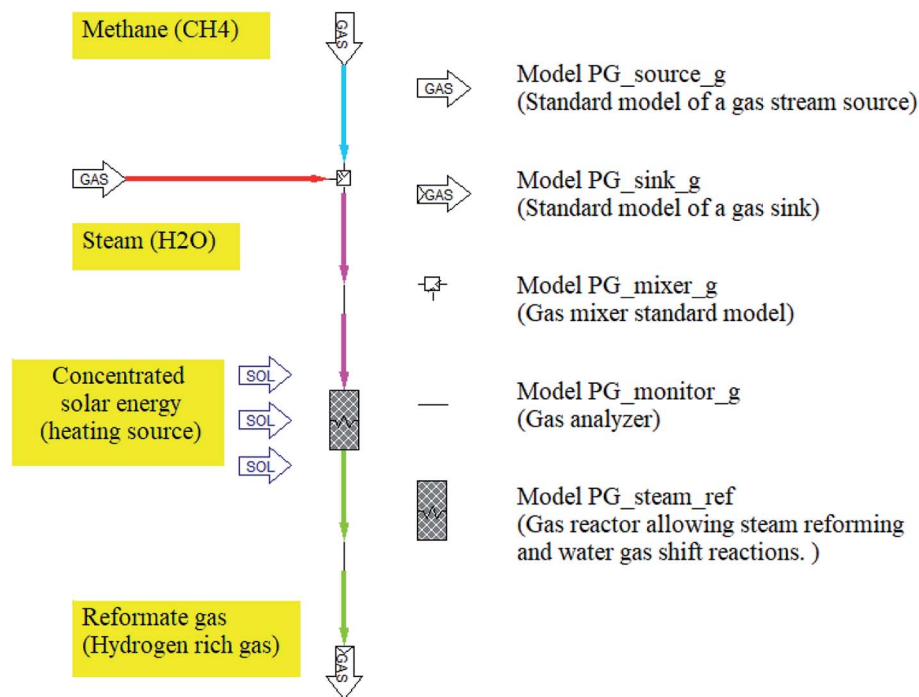 Methane (CH4)
GAS
GAS
Steam (H2O)
Concentrated
solar energy
(heating source)
SOL
SOL
SOL
Reformate gas
(Hydrogen rich gas)
GAS
GAS
Model PG_source_g
(Standard model of a gas stream source)
GAS
Model PG_sink_g
(Standard model of a gas sink)
Model PG_mixer_g
(Gas mixer standard model)
Model PG_monitor_g
(Gas analyzer)
Model PG_steam_ref
(Gas reactor allowing steam reforming
and water gas shift reactions. )